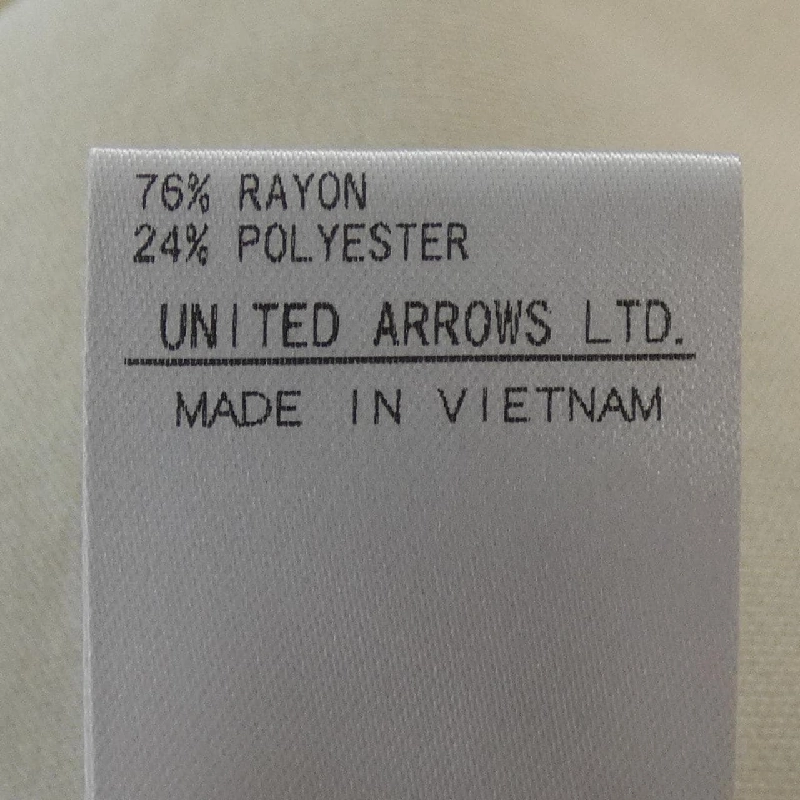 76% RAYON
24% POLYESTER
UNITED ARROWS LTD.
MADE IN VIETNAM